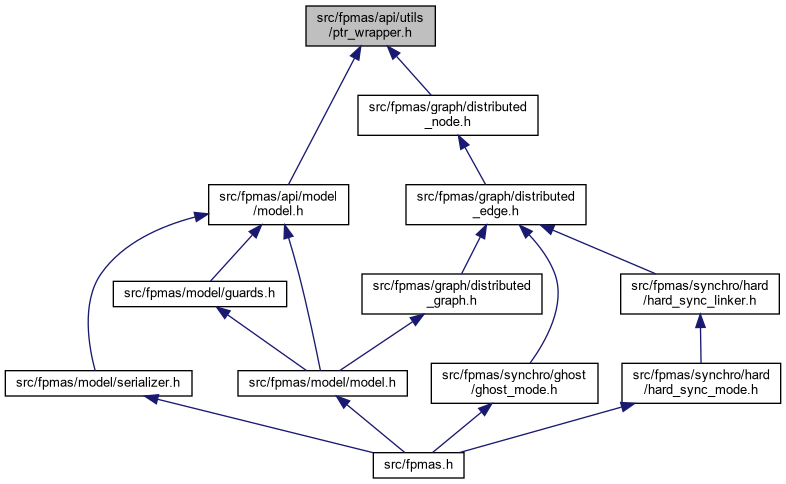 src/fpmas/api/utils
/ptr_wrapper.h
src/fpmas/graph/distributed
_node.h
src/fpmas/api/model
/model.h
src/fpmas/graph/distributed
_edge.h
src/fpmas/model/guards.h
src/fpmas/graph/distributed
_graph.h
src/fpmas/synchro/hard
/hard_sync_linker.h
src/fpmas/model/serializer.h
src/fpmas/model/model.h
src/fpmas/synchro/ghost
/ghost_mode.h
src/fpmas/synchro/hard
/hard_sync_mode.h
src/fpmas.h